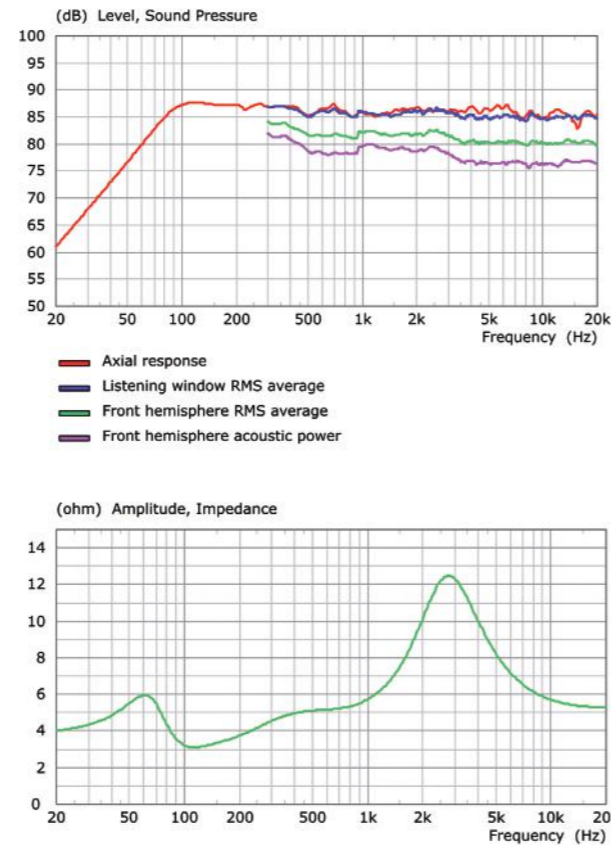 (dB) Level, Sound Pressure
100
95
90
85
80
75
70
65
60
55
50
20 50 100 200 500 1k 2k 5k 10k 20k
Frequency (Hz)
Axial response
Listening window RMS average
Front hemisphere RMS average
Front hemisphere acoustic power
(ohm) Amplitude, Impedance
14
12
10
8
6
4
2
0
20 50 100 200 500 1k 2k 5k 10k 20
Frequency (Hz)